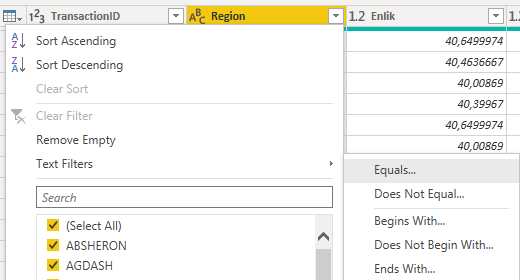 1²3 TransactionID
ABC Region
1.2 Enlik
1.2
Sort Ascending
Sort Descending
Clear Sort
Clear Filter
Remove Empty
Text Filters
Search
(Select All)
ABSHERON
AGDASH
40,6499974
40,4636667
40,00869
40,39967
40,6499974
40,00869
Equals...
Does Not Equal...
Begins With...
Does Not Begin With...
Ends With...